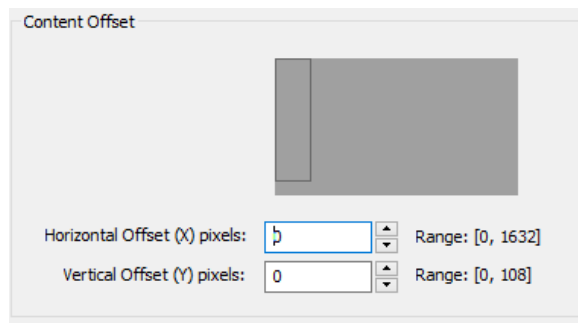 Content Offset
Horizontal Offset (X) pixels: 0 Range: [0, 1632]
Vertical Offset (Y) pixels: 0 Range: [0, 108]